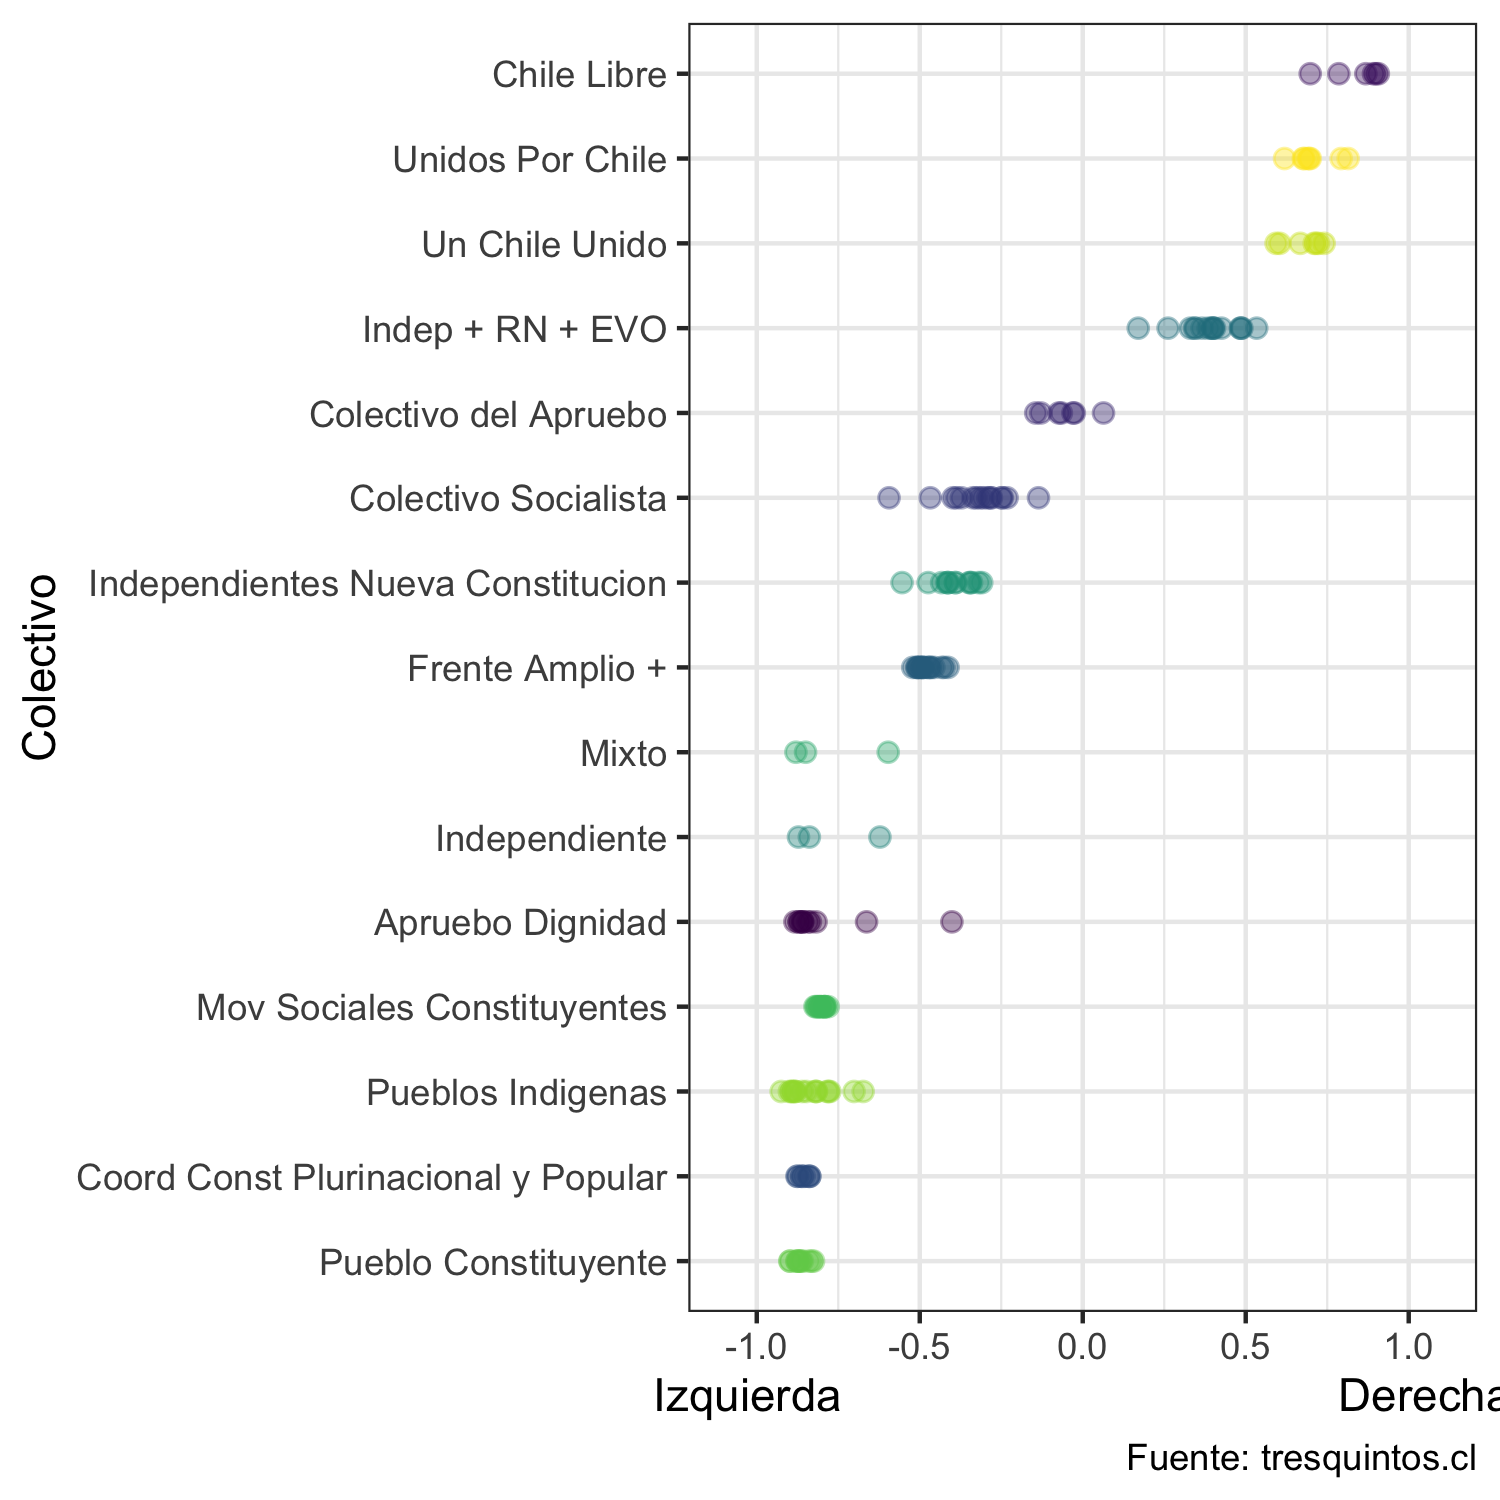 Chile Libre
Unidos Por Chile
Un Chile Unido
Indep + RN + EVO
Colectivo del Apruebo
Colectivo Socialista
Independientes Nueva Constitucion
Frente Amplio +
Mixto
Independiente
Apruebo Dignidad
Mov Sociales Constituyentes
Pueblos Indigenas
Coord Const Plurinacional y Popular
Pueblo Constituyente
Colectivo
-1.0 -0.5 0.0 0.5 1.0
Izquierda Derecha
Fuente: tresquintos.cl